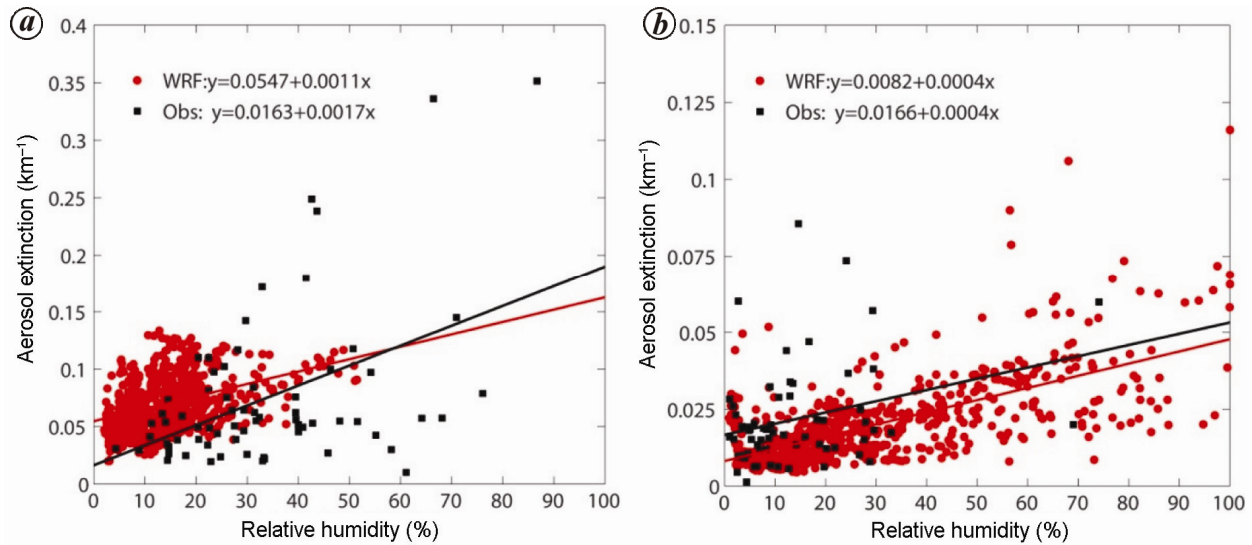 a
0.4
0.35
0.3
0.25
0.2
0.15
0.1
0.05
0
Aerosol extinction (km⁻¹)
WRF:y=0.0547+0.0011x
Obs: y=0.0163+0.0017x
0 10 20 30 40 50 60 70 80 90 100
Relative humidity (%)
b
0.15
0.125
0.1
0.075
0.05
0.025
0
Aerosol extinction (km⁻¹)
WRF:y=0.0082+0.0004x
Obs: y=0.0166+0.0004x
0 10 20 30 40 50 60 70 80 90 100
Relative humidity (%)